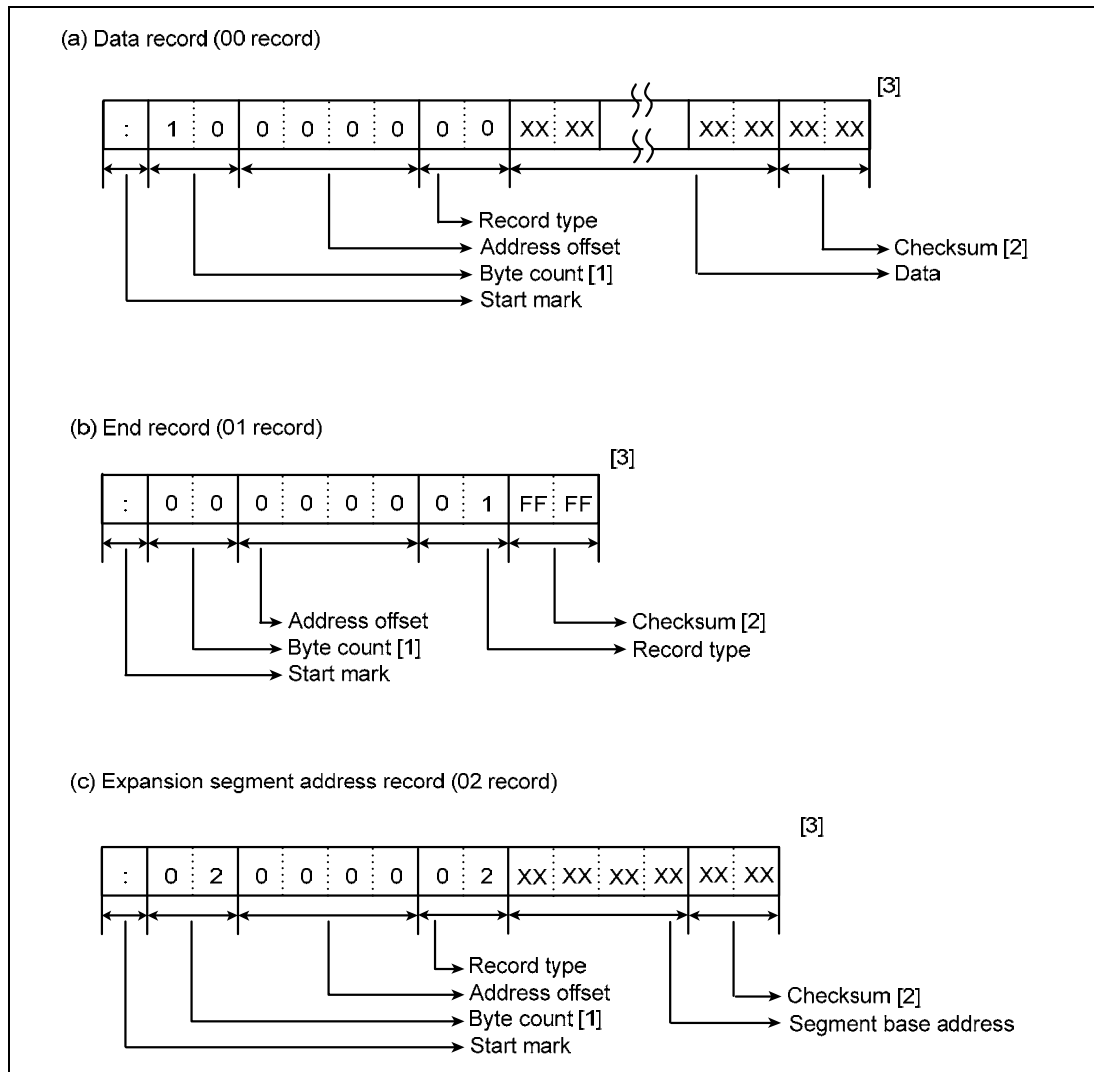 (a) Data record (00 record)
[3]
: 1 0 0 0 0 0 0 0 XX XX XX XX XX XX
Record type
Address offset
Checksum [2]
Byte count [1]
Data
Start mark
(b) End record (01 record)
[3]
: 0 0 0 0 0 0 0 1 FF FF
Address offset
Checksum [2]
Byte count [1]
Record type
Start mark
(c) Expansion segment address record (02 record)
[3]
: 0 2 0 0 0 0 0 2 XX XX XX XX XX XX
Record type
Address offset
Checksum [2]
Byte count [1]
Segment base address
Start mark